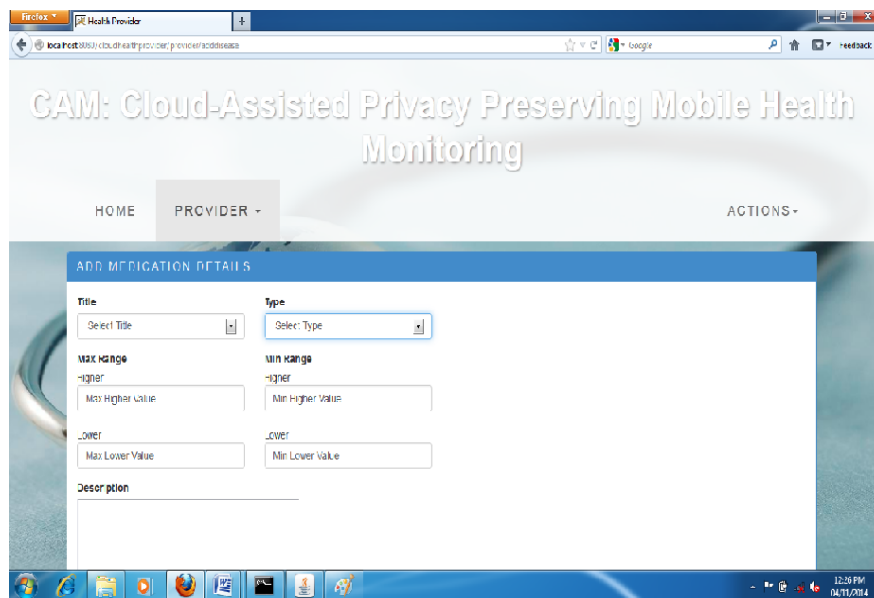 Firefox
Health Provider
localhost:8080/cloudhealthprovider/provider/adddisease
Google
Feedback
CAM: Cloud-Assisted Privacy Preserving Mobile Health
Monitoring
HOME PROVIDER ACTIONS
ADD MEDICATION DETAILS
Title Type
Select Title Select Type
Max Range Min Range
Higher Higher
Max Higher Value Min Higher Value
Lower Lower
Max Lower Value Min Lower Value
Description
12:26 PM
04/11/2014